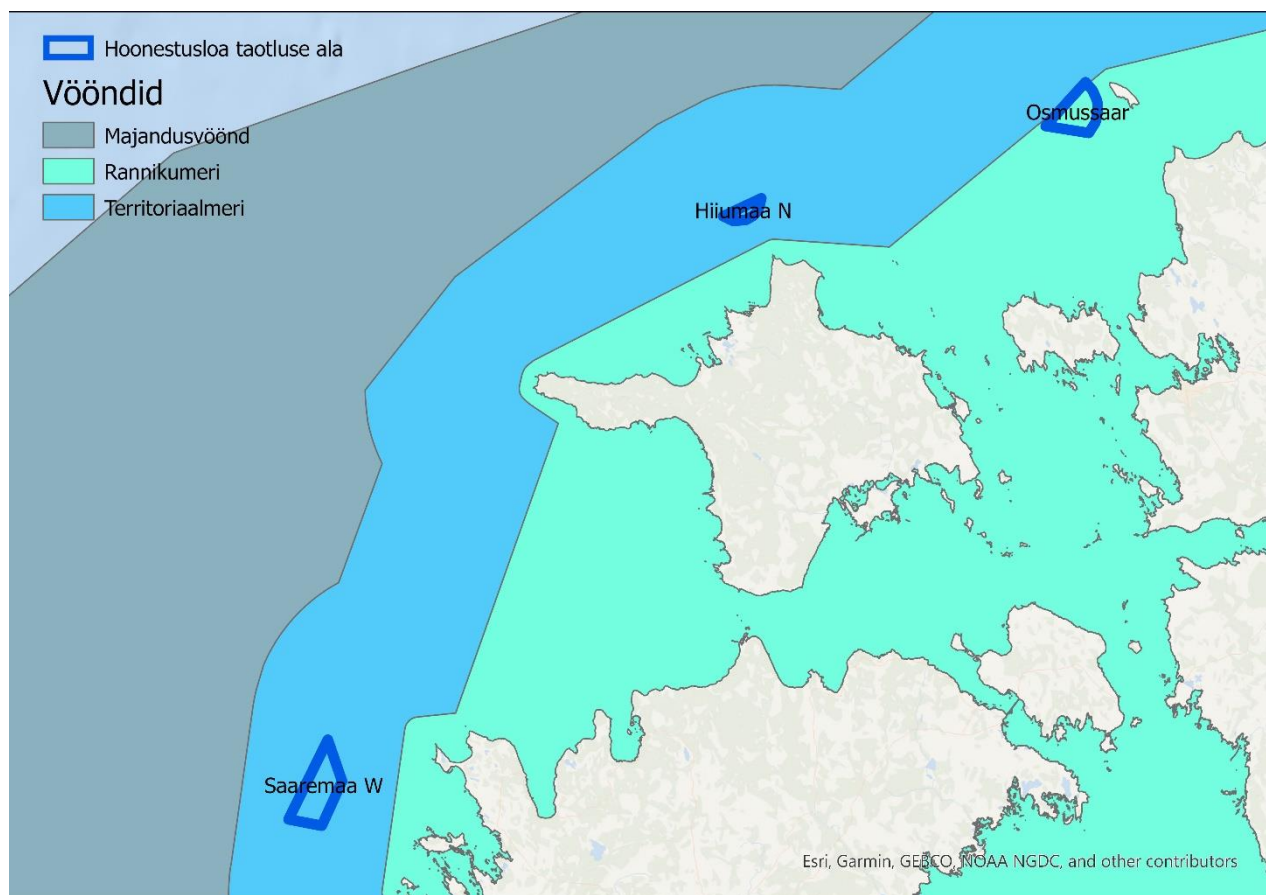 Hoonestusloa taotluse ala
Vööndid
Majandusvöönd
Rannikumeri
Territoriaalmeri
Osmussaar
Hiiumaa N
Saaremaa W
Esri, Garmin, GEBCO, NOAA NGDC, and other contributors